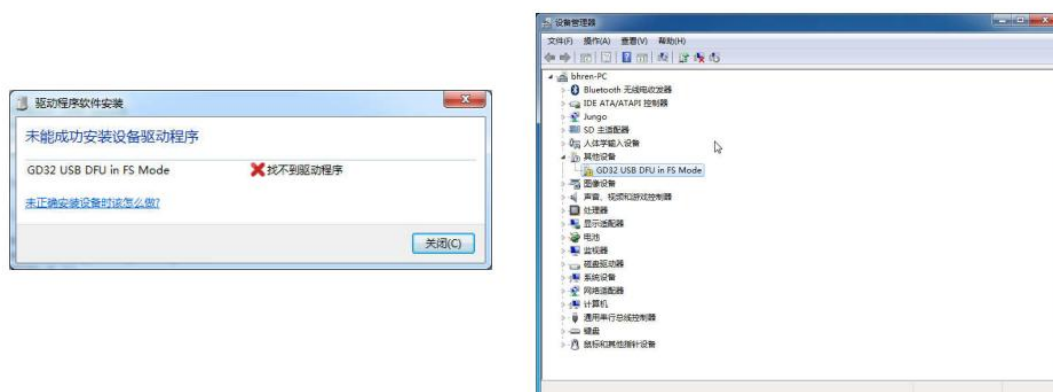 驱动程序软件安装
未能成功安装设备驱动程序
GD32 USB DFU in FS Mode 找不到驱动程序
未正确安装设备时该怎么做?
关闭(C)
设备管理器
文件(F) 操作(A) 查看(V) 帮助(H)
bhren-PC
Bluetooth 无线电收发器
IDE ATA/ATAPI 控制器
Jungo
SD 主适配器
人体学输入设备
其他设备
GD32 USB DFU in FS Mode
图像设备
声音、视频和游戏控制器
处理器
显示适配器
电池
监视器
磁盘驱动器
系统设备
网络适配器
计算机
通用串行总线控制器
键盘
鼠标和其他指针设备